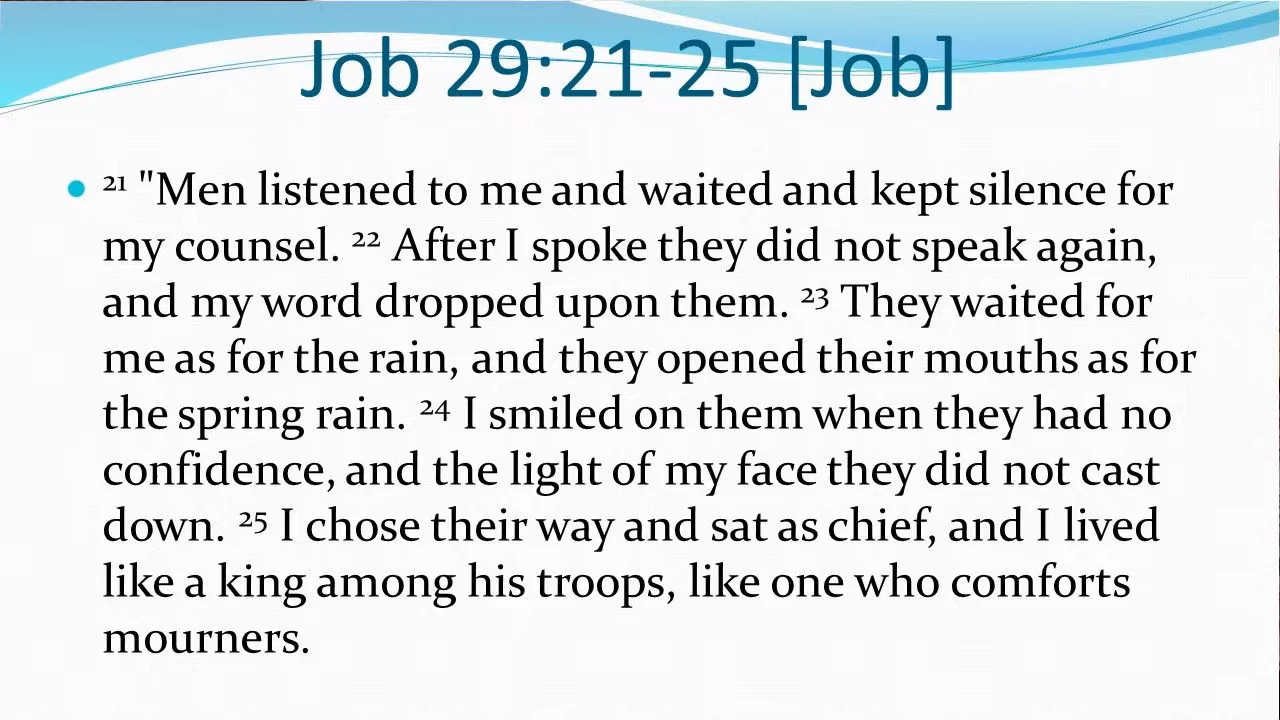 Job 29:21-25 [Job]
• 21 "Men listened to me and waited and kept silence for
my counsel. 22 After I spoke they did not speak again,
and my word dropped upon them. 23 They waited for
me as for the rain, and they opened their mouths as for
the spring rain. 24 I smiled on them when they had no
confidence, and the light of my face they did not cast
down. 25 I chose their way and sat as chief, and I lived
like a king among his troops, like one who comforts
mourners.